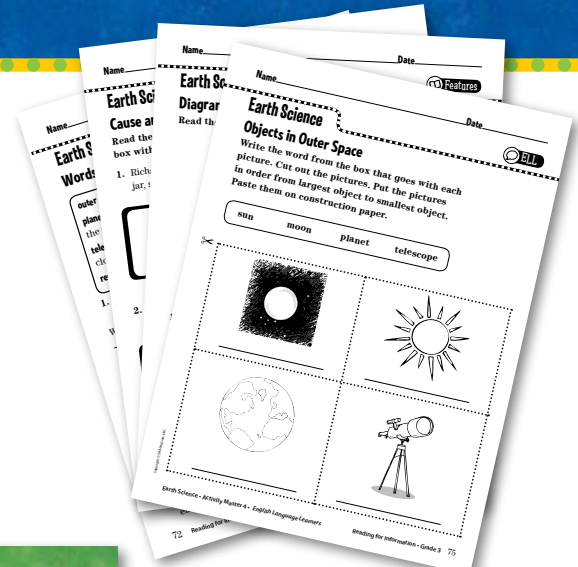 Name
Earth S
Words
outer
plane
the
tele
clo
re
1.
Name
Earth Sci
Cause a
Read the
box with
1. Rich
jar, s
2.
Name
Date
Features
Earth Sc
Diagra
Read th
72 Reading for I
Name
Date
Earth Science
ELL
Objects in Outer Space
Write the word from the box that goes with each
picture. Cut out the pictures. Put the pictures
in order from largest object to smallest object.
Paste them on construction paper.
sun moon planet telescope
Earth Science • Activity Master 4 • English Language Learners
Reading for Information • Grade 3 75